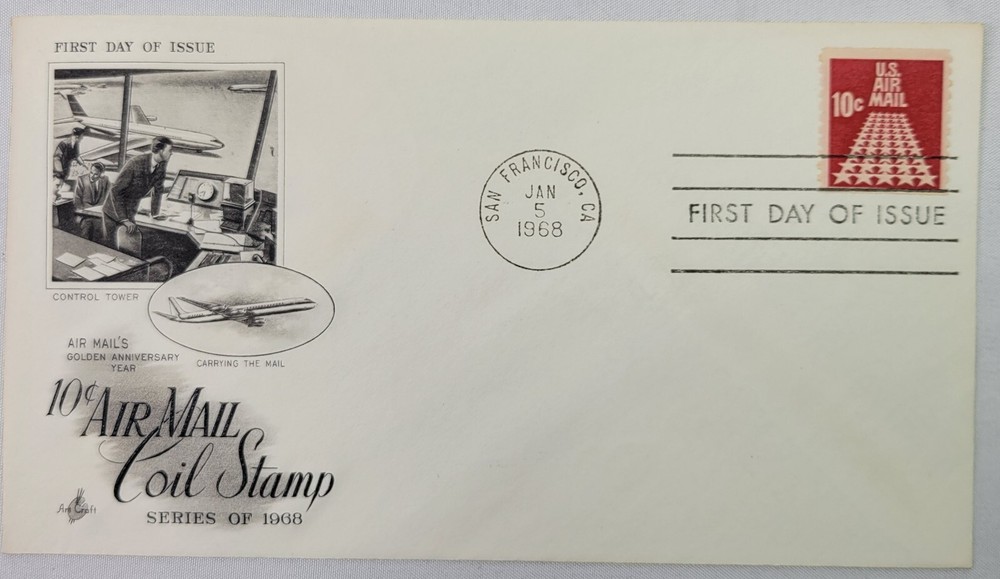 FIRST DAY OF ISSUE
CONTROL TOWER
AIR MAIL'S
GOLDEN ANNIVERSARY
YEAR
CARRYING THE MAIL
10¢ AIR MAIL
Coil Stamp
SERIES OF 1968
Art Craft
SAN FRANCISCO, CA
JAN
5
1968
U.S.
AIR
10c MAIL
FIRST DAY OF ISSUE